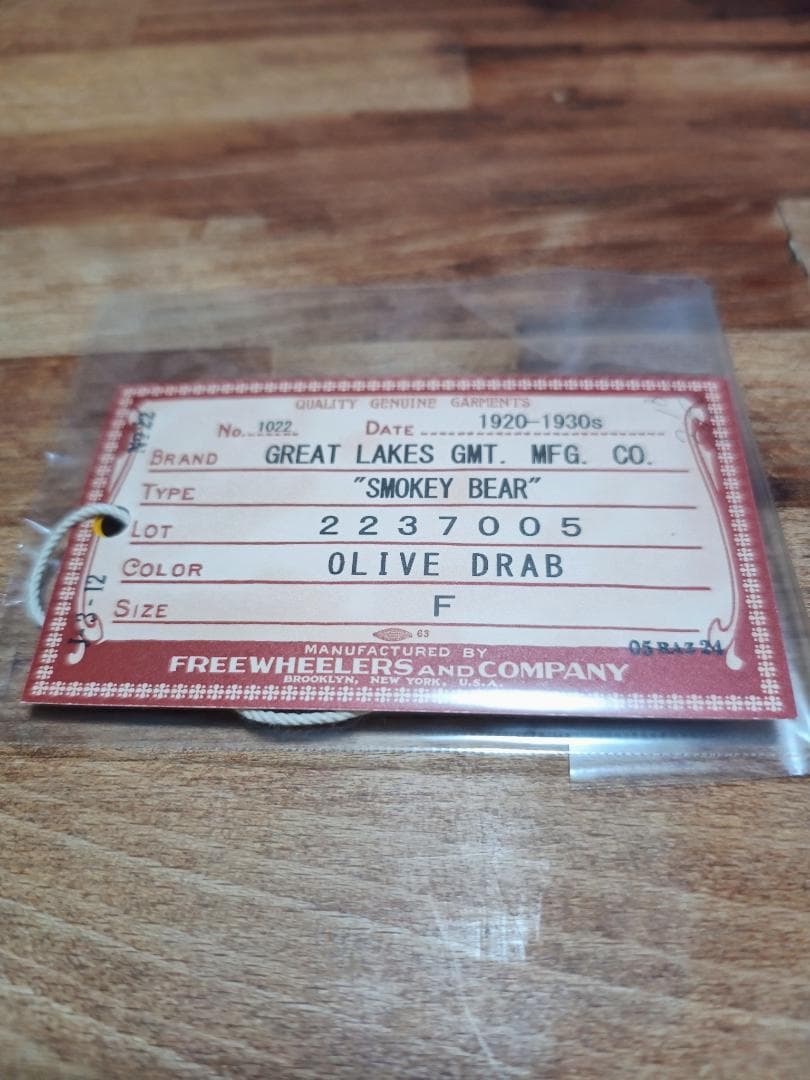 QUALITY GENUINE GARMENTS
No. 1022 DATE 1920-1930s
BRAND GREAT LAKES GMT. MFG. CO.
TYPE "SMOKEY BEAR"
LOT 2237005
COLOR OLIVE DRAB
SIZE F
63
MANUFACTURED BY
FREEWHEELERS AND COMPANY
BROOKLYN, NEW YORK, U.S.A.